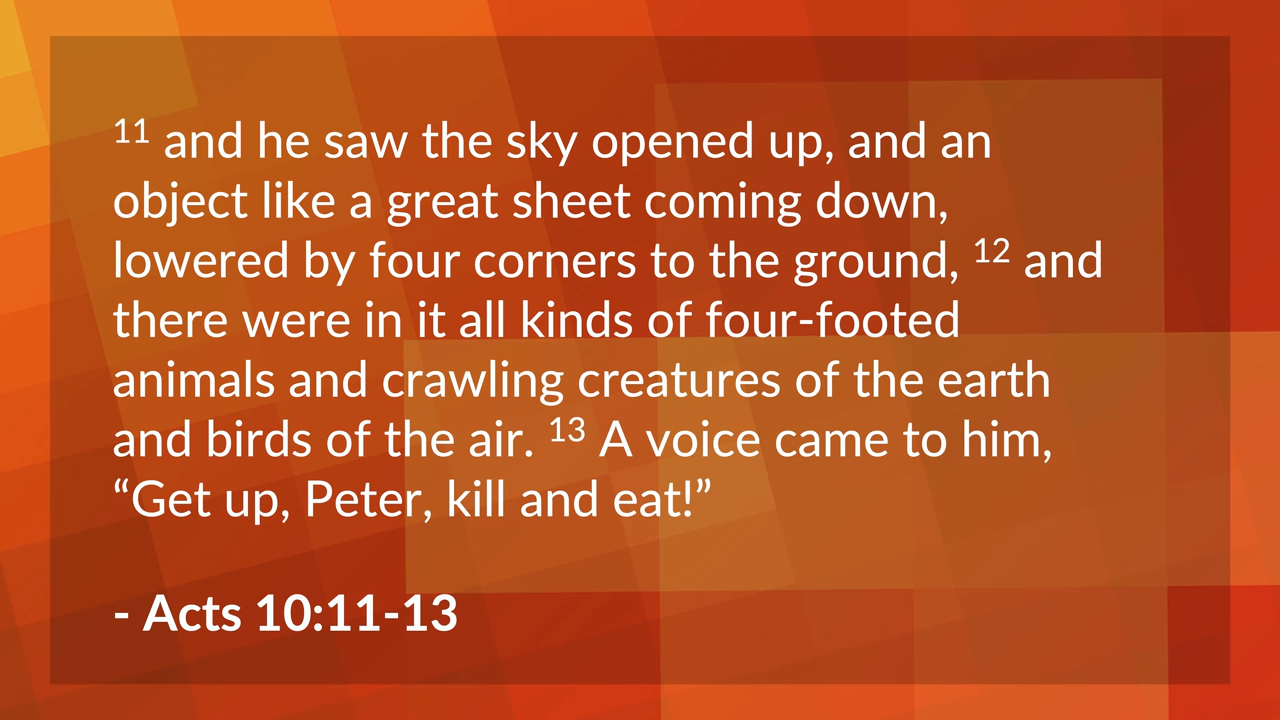 11 and he saw the sky opened up, and an
object like a great sheet coming down,
lowered by four corners to the ground, 12 and
there were in it all kinds of four-footed
animals and crawling creatures of the earth
and birds of the air. 13 A voice came to him,
“Get up, Peter, kill and eat!”
- Acts 10:11-13